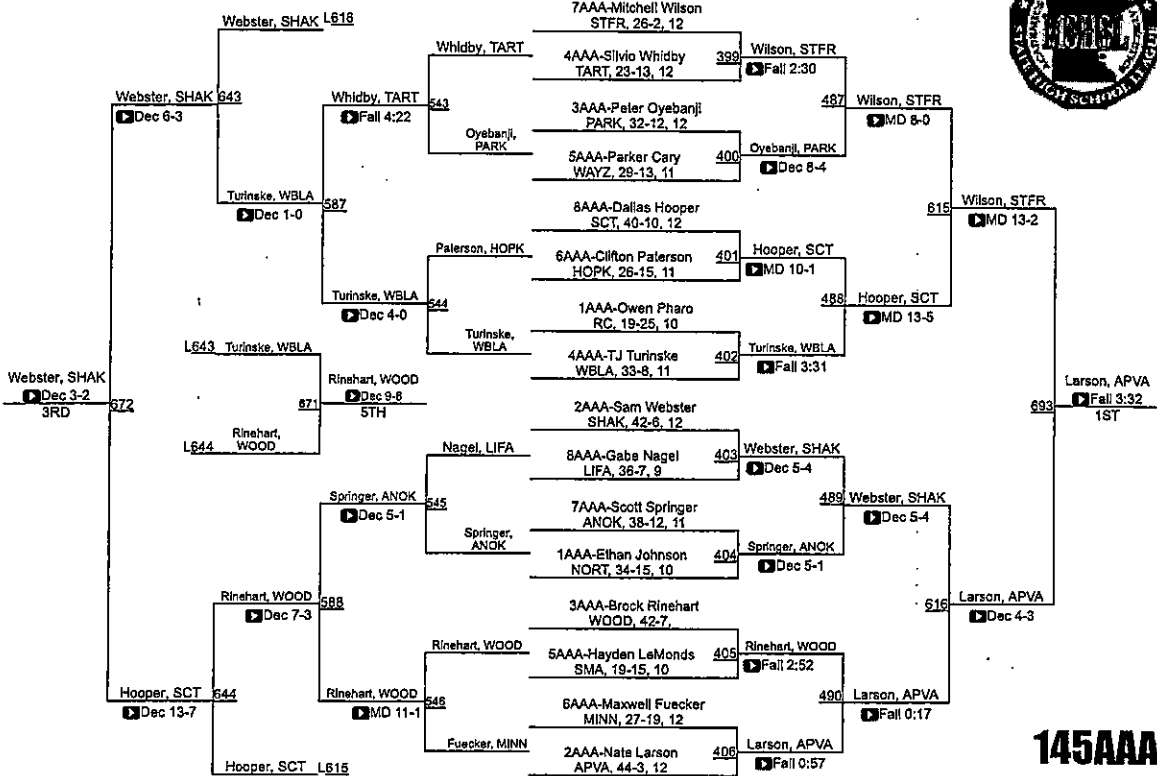 7AAA-Mitchell Wilson
STFR, 26-2, 12
Webster, SHAK L618
Whidby, TART
Wilson, STFR
399
Fall 2:30
4AAA-Silvio Whidby
TART, 23-13, 12
Webster, SHAK 643
Dec 6-3
Whidby, TART 543
Fall 4:22
487 Wilson, STFR
MD 8-0
3AAA-Peter Oyebanji
PARK, 32-12, 12
Oyebanji,
PARK
400 Oyebanji, PARK
Dec 8-4
5AAA-Parker Cary
WAYZ, 29-13, 11
Turinske, WBLA 587
Dec 1-0
615 Wilson, STFR
MD 13-2
8AAA-Dallas Hooper
SCT, 40-10, 12
Paterson, HOPK
401 Hooper, SCT
MD 10-1
6AAA-Clifton Paterson
HOPK, 26-15, 11
Turinske, WBLA 544
Dec 4-0
488 Hooper, SCT
MD 13-5
1AAA-Owen Pharo
RC, 19-25, 10
Turinske,
WBLA
402 Turinske, WBLA
Fall 3:31
4AAA-TJ Turinske
WBLA, 33-8, 11
L643 Turinske, WBLA
Webster, SHAK
Dec 3-2
3RD
672
671
Rinehart, WOOD
Dec 9-8
5TH
693
Larson, APVA
Fall 3:32
1ST
2AAA-Sam Webster
SHAK, 42-6, 12
L644 Rinehart,
WOOD
Nagel, LIFA
403 Webster, SHAK
Dec 5-4
8AAA-Gabe Nagel
LIFA, 36-7, 9
Springer, ANOK 545
Dec 5-1
489 Webster, SHAK
Dec 5-4
7AAA-Scott Springer
ANOK, 38-12, 11
Springer,
ANOK
404 Springer, ANOK
Dec 5-1
1AAA-Ethan Johnson
NORT, 34-15, 10
Rinehart, WOOD 588
Dec 7-3
616 Larson, APVA
Dec 4-3
3AAA-Brock Rinehart
WOOD, 42-7,
Rinehart, WOOD
405 Rinehart, WOOD
Fall 2:52
5AAA-Hayden LeMonds
SMA, 19-15, 10
Hooper, SCT 644
Dec 13-7
Rinehart, WOOD 546
MD 11-1
490 Larson, APVA
Fall 0:17
6AAA-Maxwell Fuecker
MINN, 27-19, 12
Fuecker, MINN
406 Larson, APVA
Fall 0:57
2AAA-Nate Larson
APVA, 44-3, 12
Hooper, SCT L615
145AAA
STATE HIGH SCHOOL LEAGUE